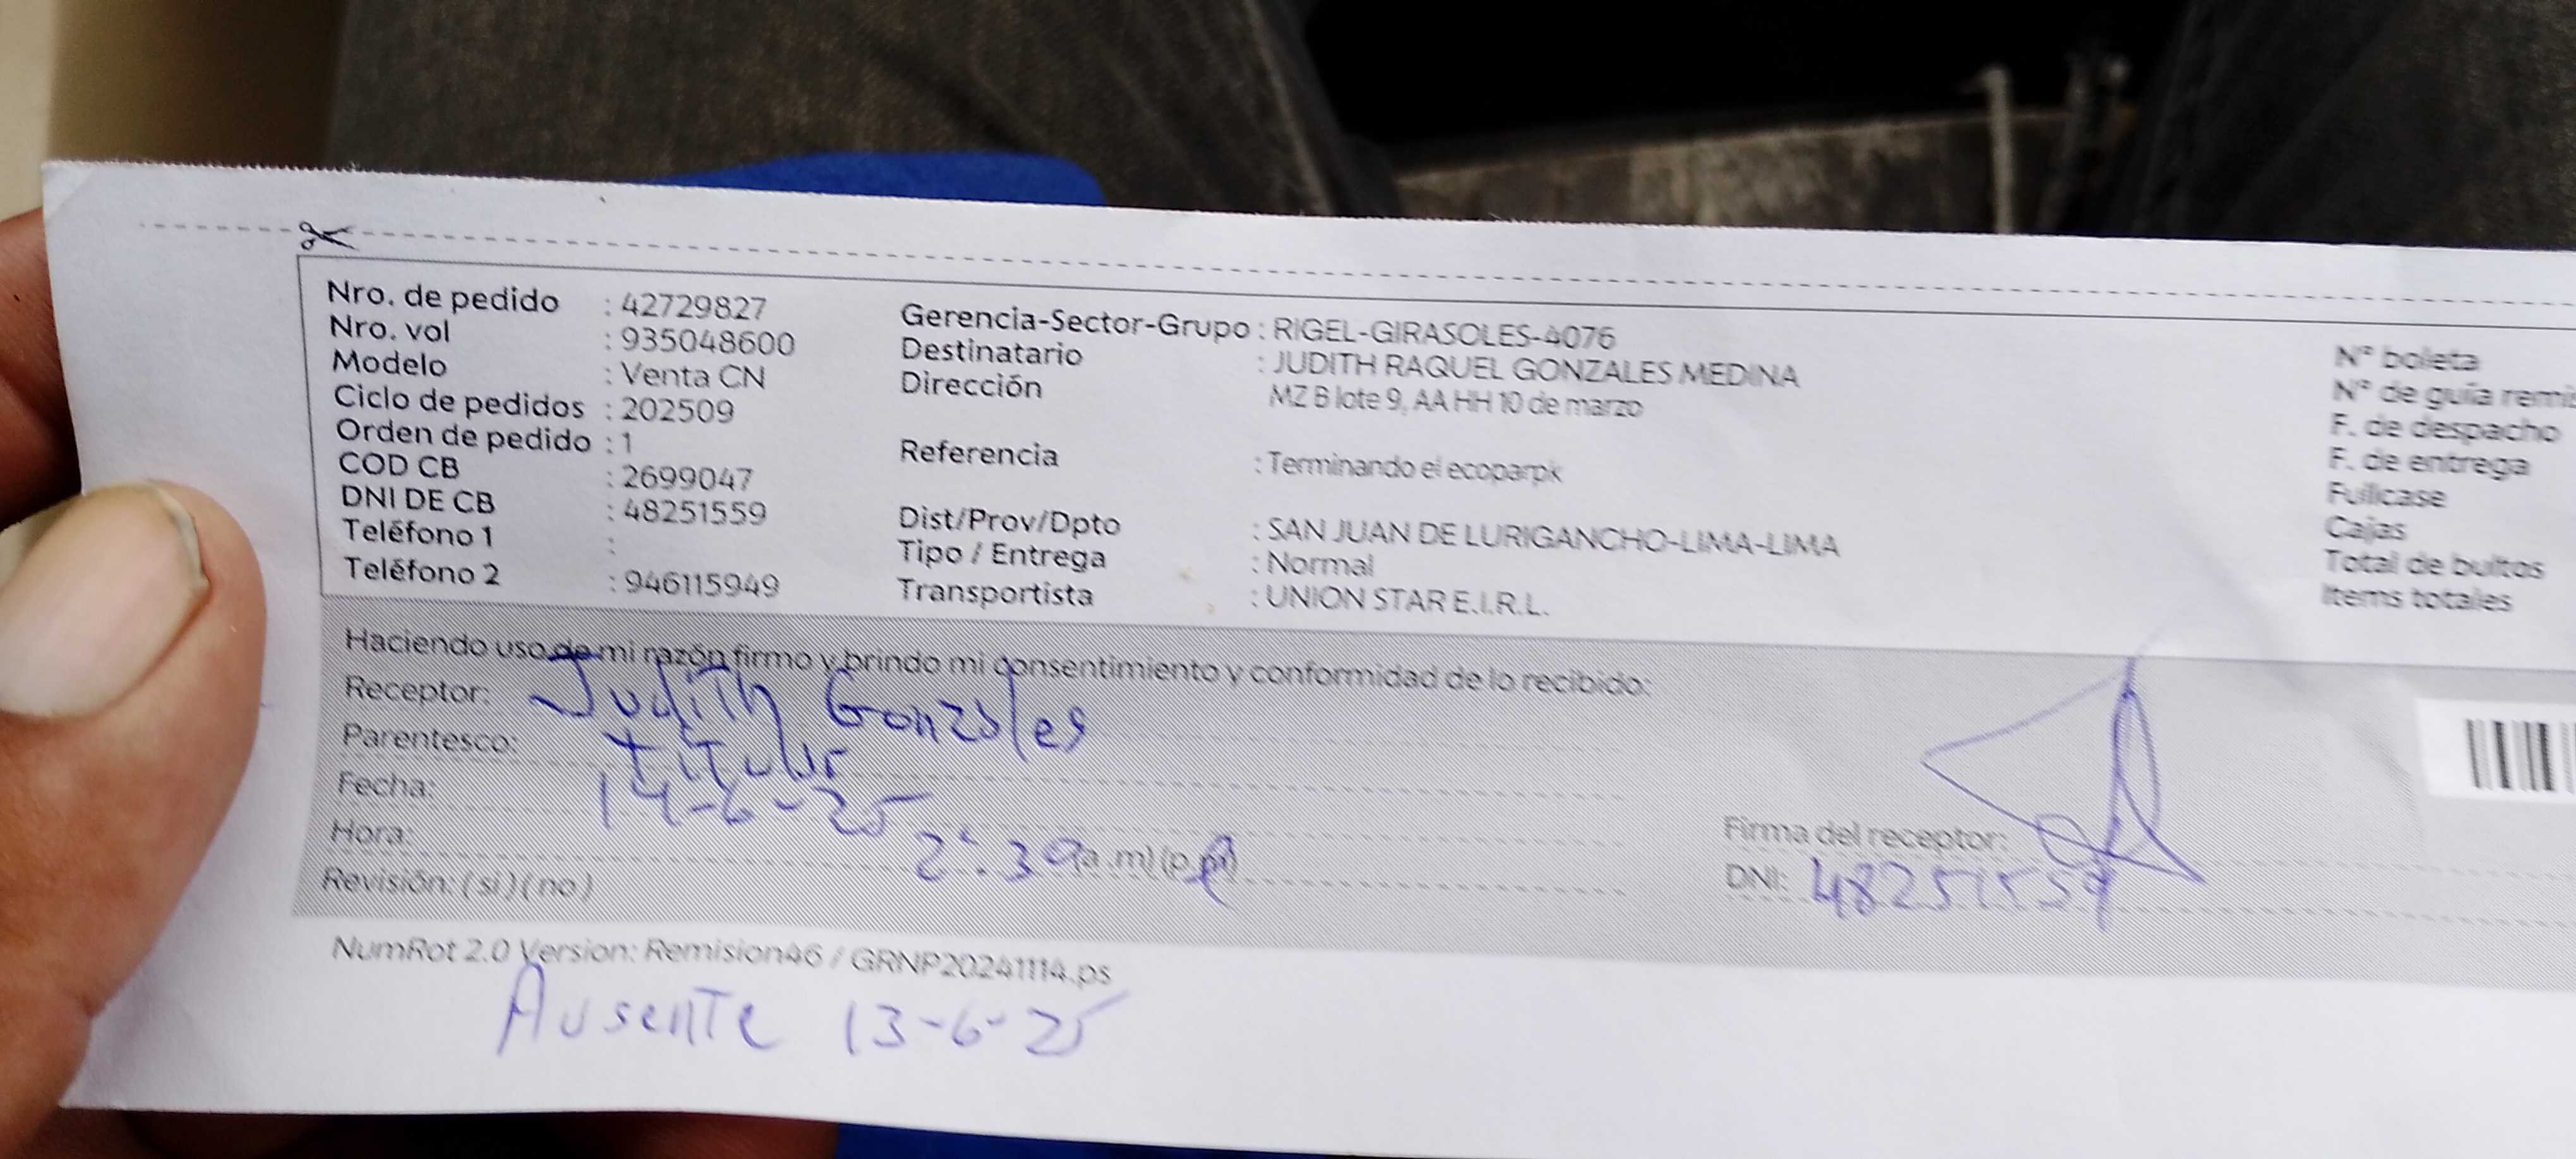 Nro. de pedido : 42729827
Nro. vol : 935048600
Modelo : Venta CN
Ciclo de pedidos : 202509
Orden de pedido : 1
COD CB : 2699047
DNI DE CB : 48251559
Teléfono 1 :
Teléfono 2 : 946115949
Gerencia-Sector-Grupo : RIGEL-GIRASOLES-4076
Destinatario : JUDITH RAQUEL GONZALES MEDINA
Dirección MZ B lote 9, AA HH 10 de marzo
Referencia : Terminando el ecoparpk
Dist/Prov/Dpto : SAN JUAN DE LURIGANCHO-LIMA-LIMA
Tipo / Entrega : Normal
Transportista : UNION STAR E.I.R.L.
N° boleta
N° de guía remis
F. de despacho
F. de entrega
Fullcase
Cajas
Total de bultos
Items totales
Haciendo uso de mi razón firmo y brindo mi consentimiento y conformidad de lo recibido:
Receptor: Judith Gonzales
Parentesco: titular
Fecha: 14-6-25
Hora: 2:39 (a.m) (p.m)
Revisión: (si) (no)
Firma del receptor:
DNI: 48251559
NumRot 2.0 Version: Remision46 / GRNP20241114.ps
Ausente 13-6-25